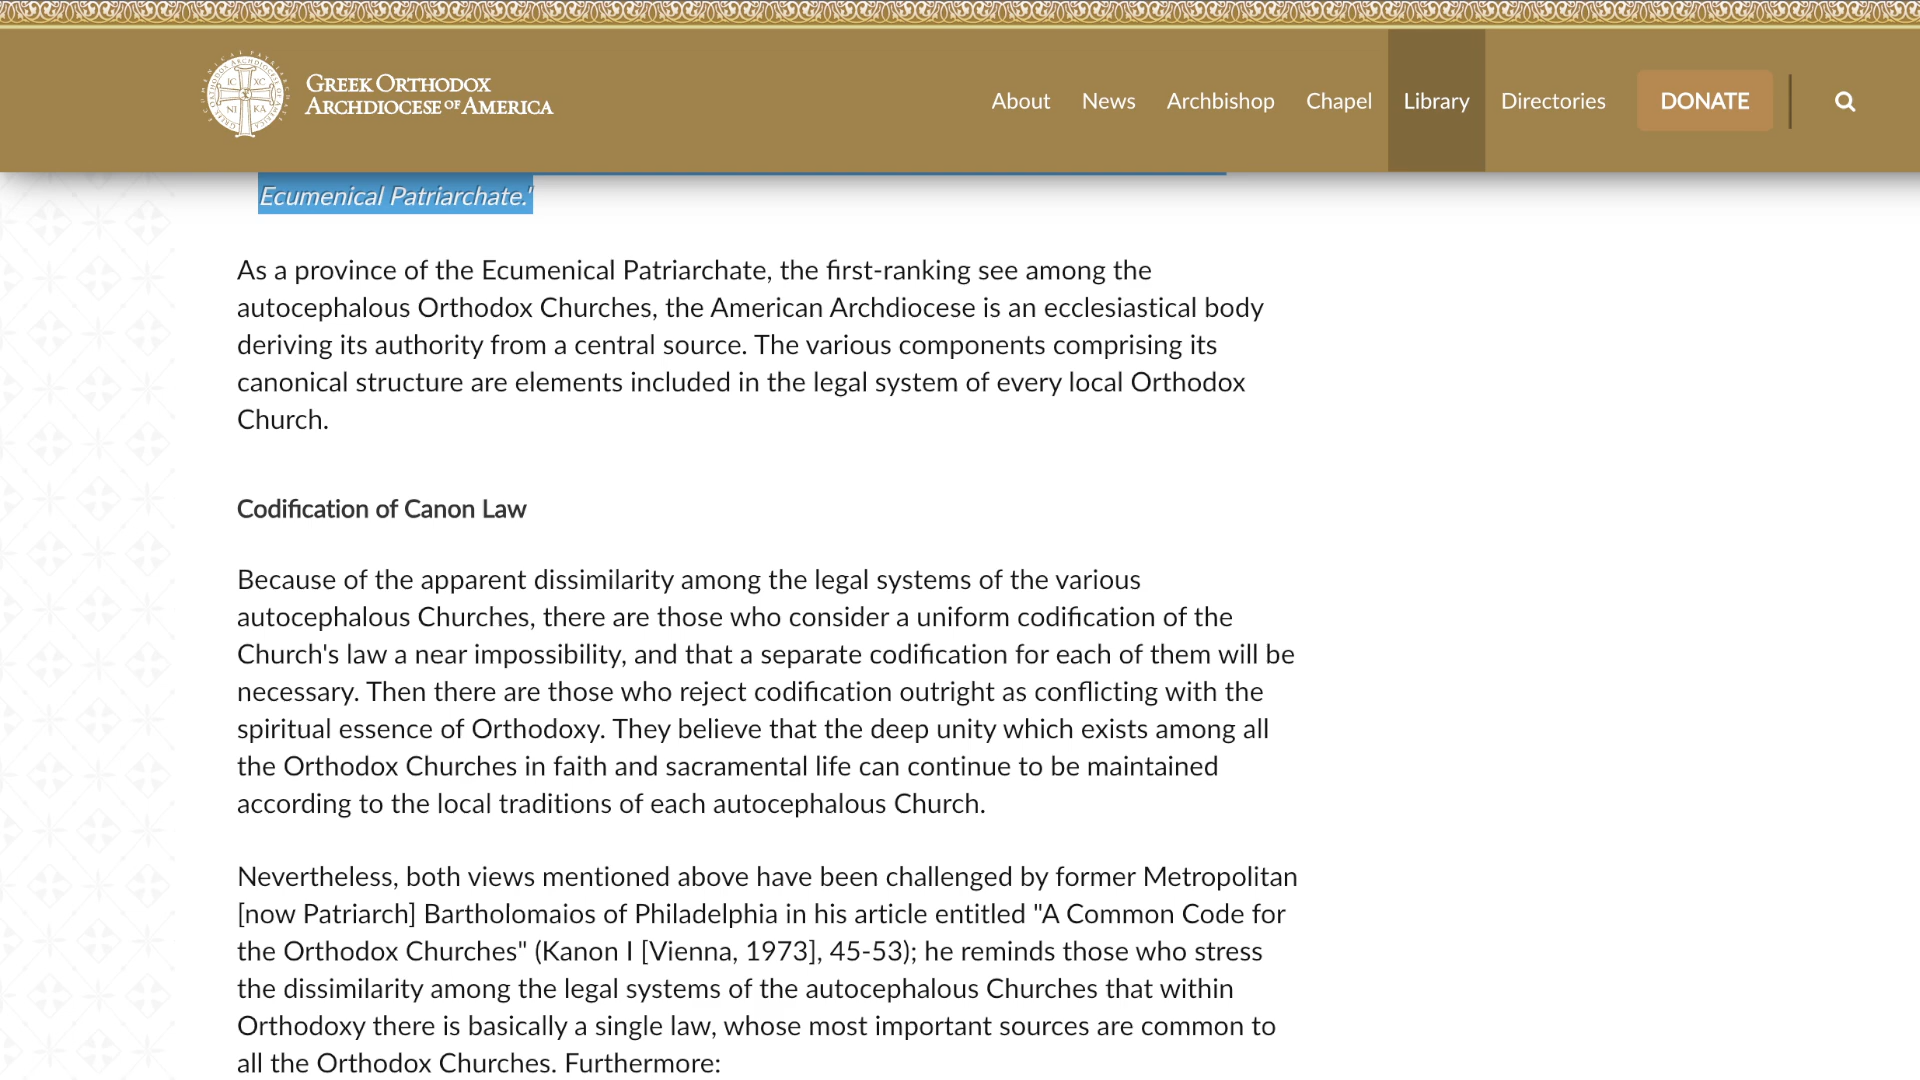 GREEK ORTHODOX
ARCHDIOCESE OF AMERICA
IC XC
NI KA
About News Archbishop Chapel Library Directories DONATE
Ecumenical Patriarchate.'
As a province of the Ecumenical Patriarchate, the first-ranking see among the
autocephalous Orthodox Churches, the American Archdiocese is an ecclesiastical body
deriving its authority from a central source. The various components comprising its
canonical structure are elements included in the legal system of every local Orthodox
Church.
Codification of Canon Law
Because of the apparent dissimilarity among the legal systems of the various
autocephalous Churches, there are those who consider a uniform codification of the
Church's law a near impossibility, and that a separate codification for each of them will be
necessary. Then there are those who reject codification outright as conflicting with the
spiritual essence of Orthodoxy. They believe that the deep unity which exists among all
the Orthodox Churches in faith and sacramental life can continue to be maintained
according to the local traditions of each autocephalous Church.
Nevertheless, both views mentioned above have been challenged by former Metropolitan
[now Patriarch] Bartholomaios of Philadelphia in his article entitled "A Common Code for
the Orthodox Churches" (Kanon I [Vienna, 1973], 45-53); he reminds those who stress
the dissimilarity among the legal systems of the autocephalous Churches that within
Orthodoxy there is basically a single law, whose most important sources are common to
all the Orthodox Churches. Furthermore: